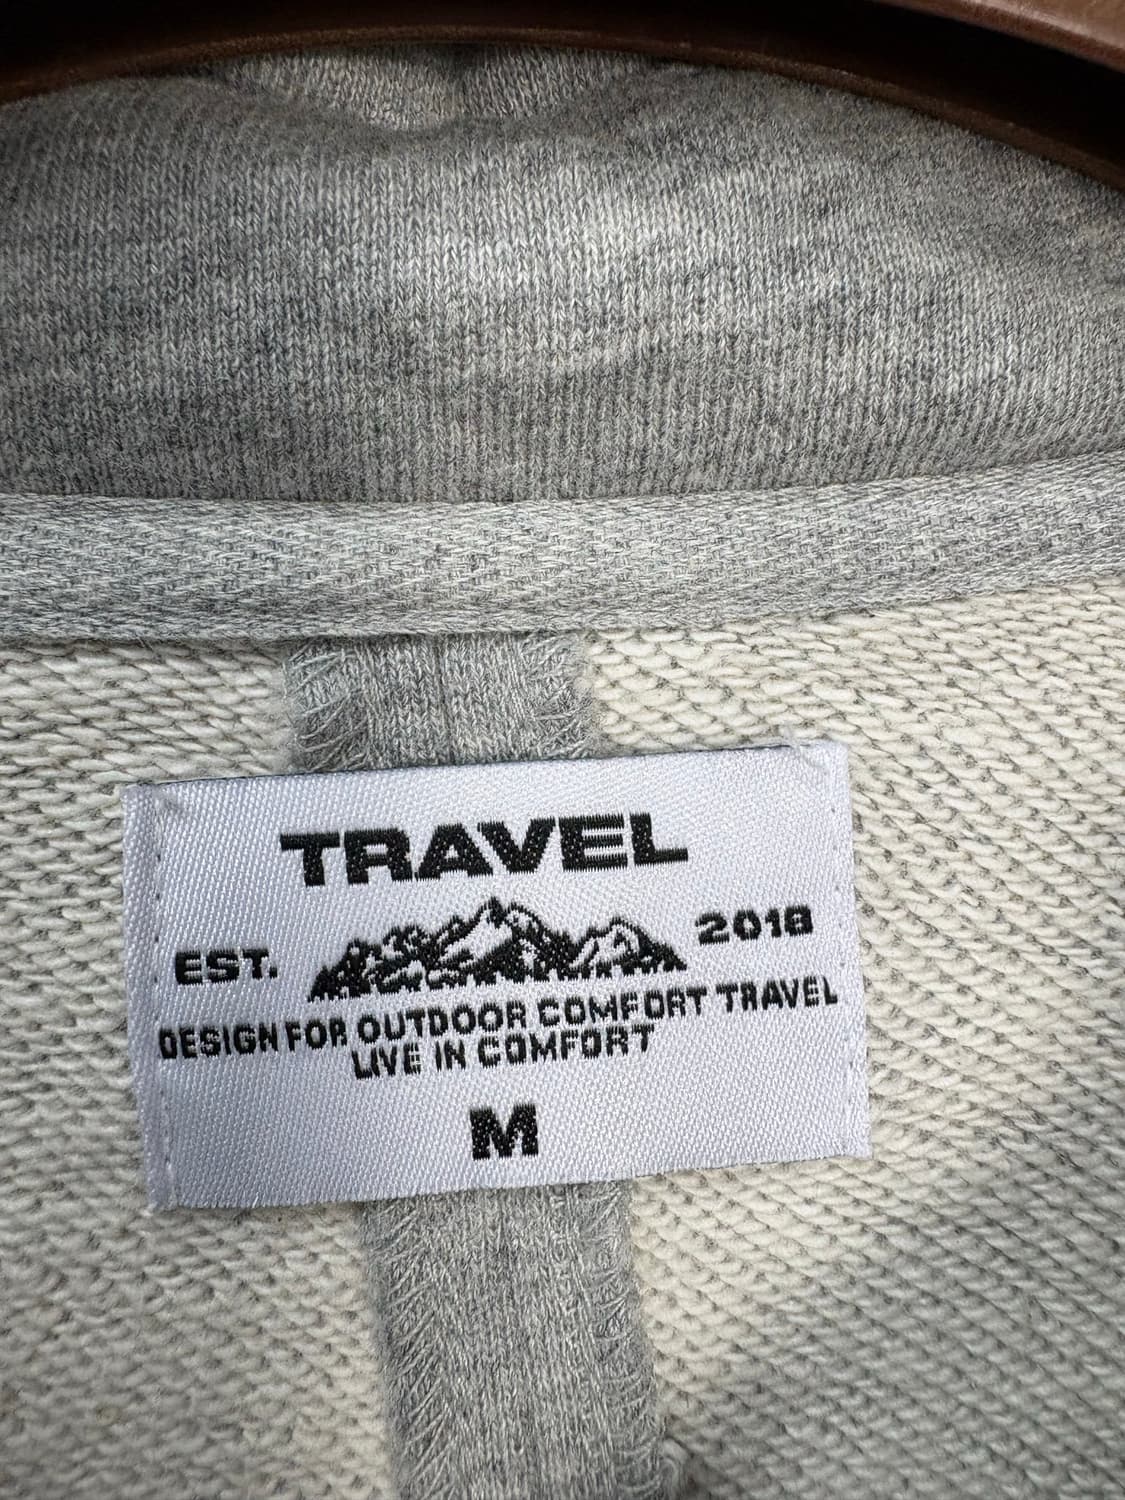 TRAVEL
EST. 2018
DESIGN FOR OUTDOOR COMFORT TRAVEL
LIVE IN COMFORT
M